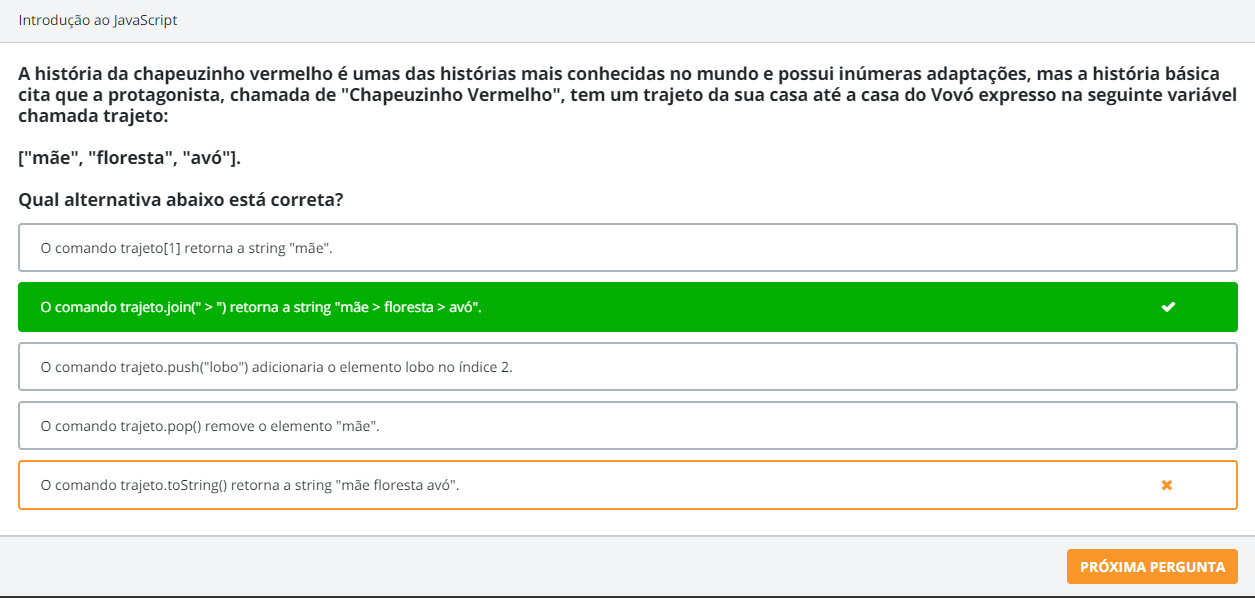 Introdução ao JavaScript
A história da chapeuzinho vermelho é umas das histórias mais conhecidas no mundo e possui inúmeras adaptações, mas a história básica
cita que a protagonista, chamada de "Chapeuzinho Vermelho", tem um trajeto da sua casa até a casa do Vovó expresso na seguinte variável
chamada trajeto:
["mãe", "floresta", "avó"].
Qual alternativa abaixo está correta?
O comando trajeto[1] retorna a string "mãe".
O comando trajeto.join(" > ") retorna a string "mãe > floresta > avó".
O comando trajeto.push("lobo") adicionaria o elemento lobo no índice 2.
O comando trajeto.pop() remove o elemento "mãe".
O comando trajeto.toString() retorna a string "mãe floresta avó".
PRÓXIMA PERGUNTA